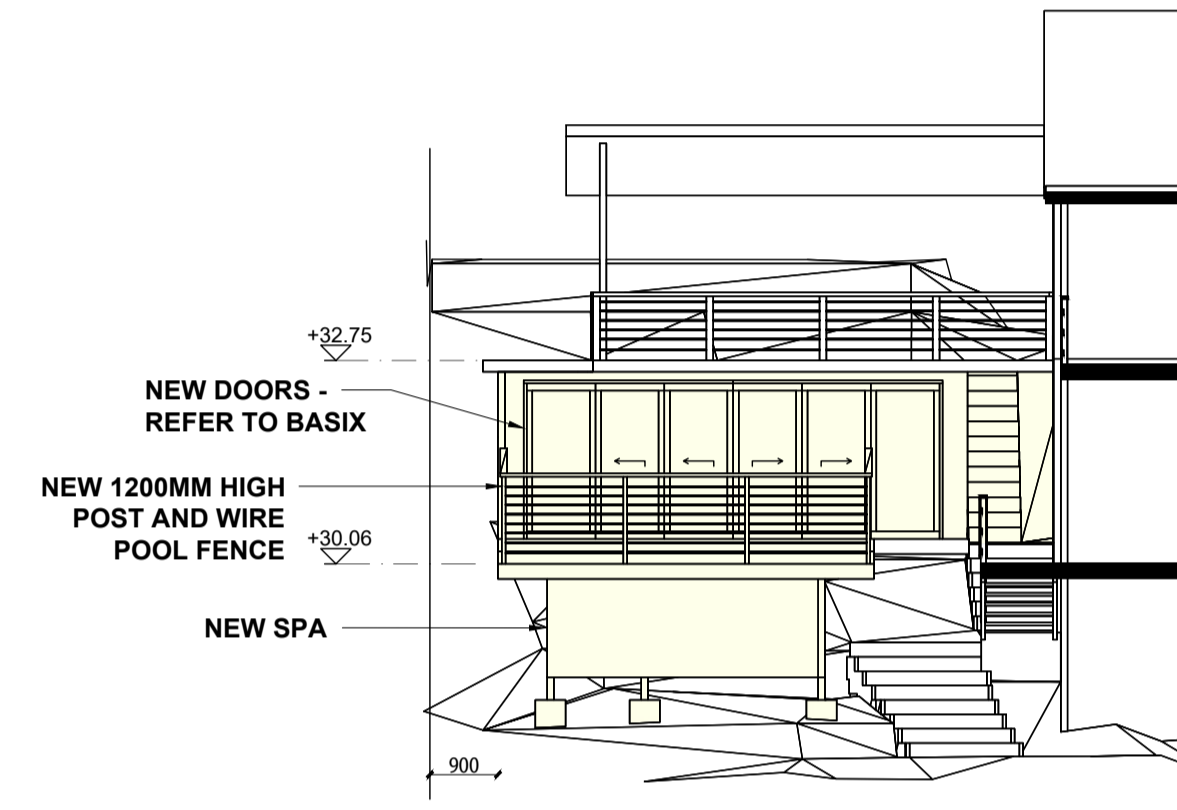 +32.75
NEW DOORS -
REFER TO BASIX
NEW 1200MM HIGH
POST AND WIRE
POOL FENCE
+30.06
NEW SPA
900